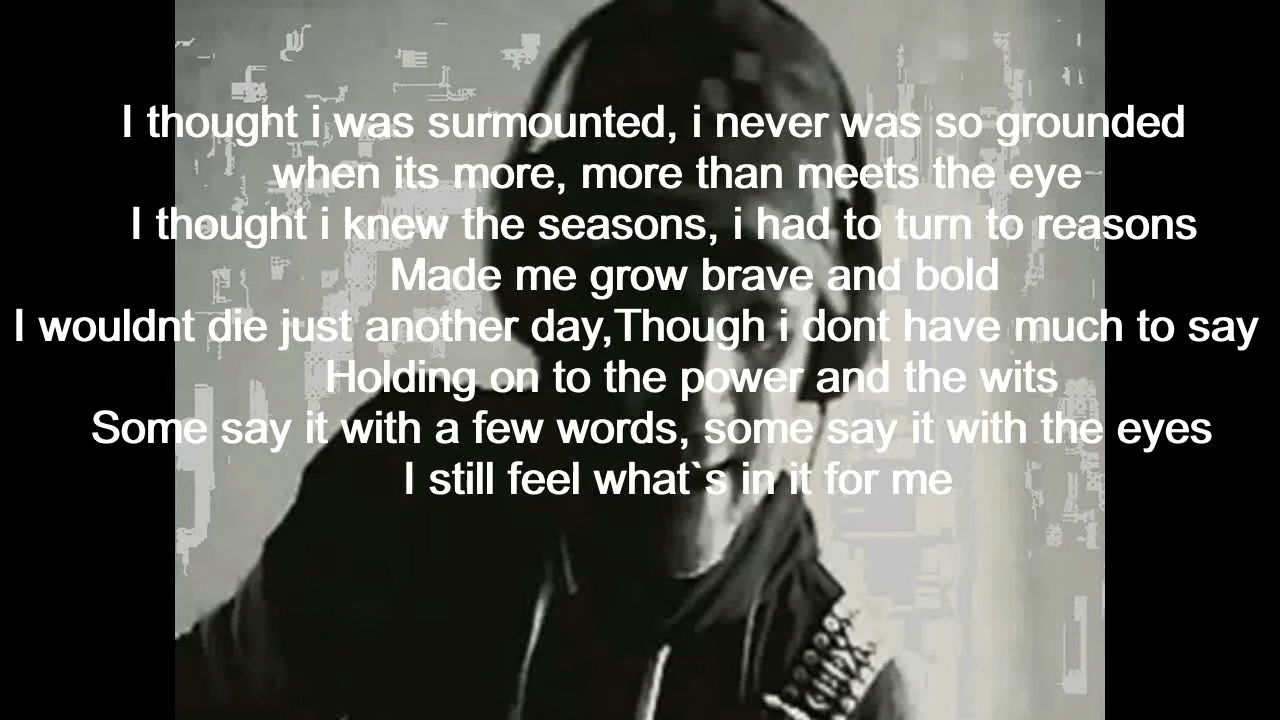 I thought i was surmounted, i never was so grounded
when its more, more than meets the eye
I thought i knew the seasons, i had to turn to reasons
Made me grow brave and bold
I wouldnt die just another day,Though i dont have much to say
Holding on to the power and the wits
Some say it with a few words, some say it with the eyes
I still feel what`s in it for me